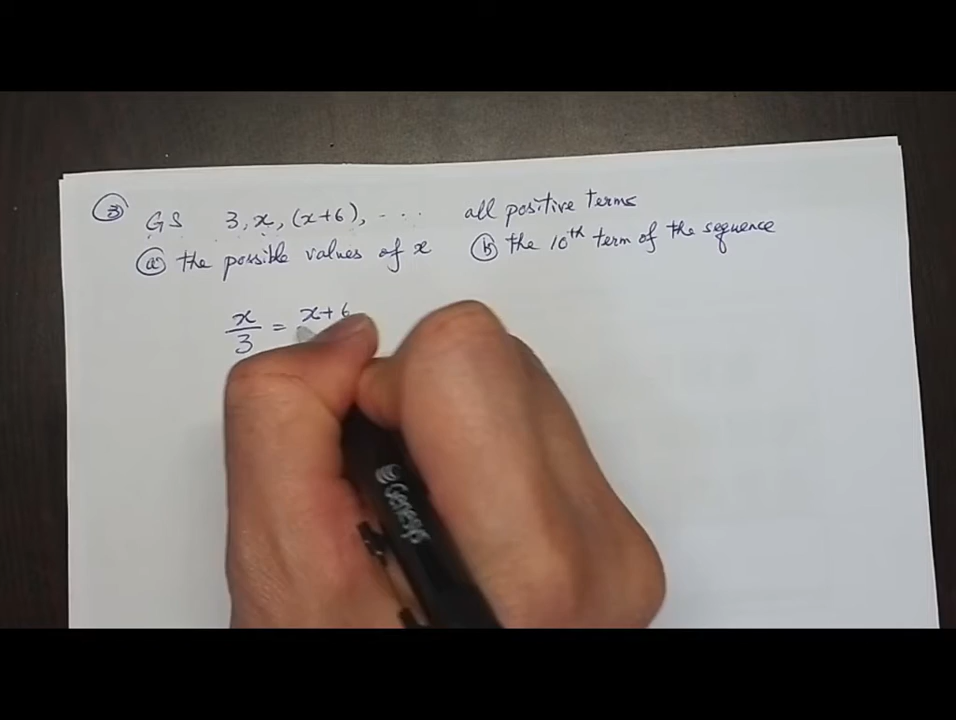 ③ GS 3, x, (x+6), .... all positive terms
ⓐ the possible values of x ⓑ the 10th term of the sequence
x/3 = x+6
Genesys